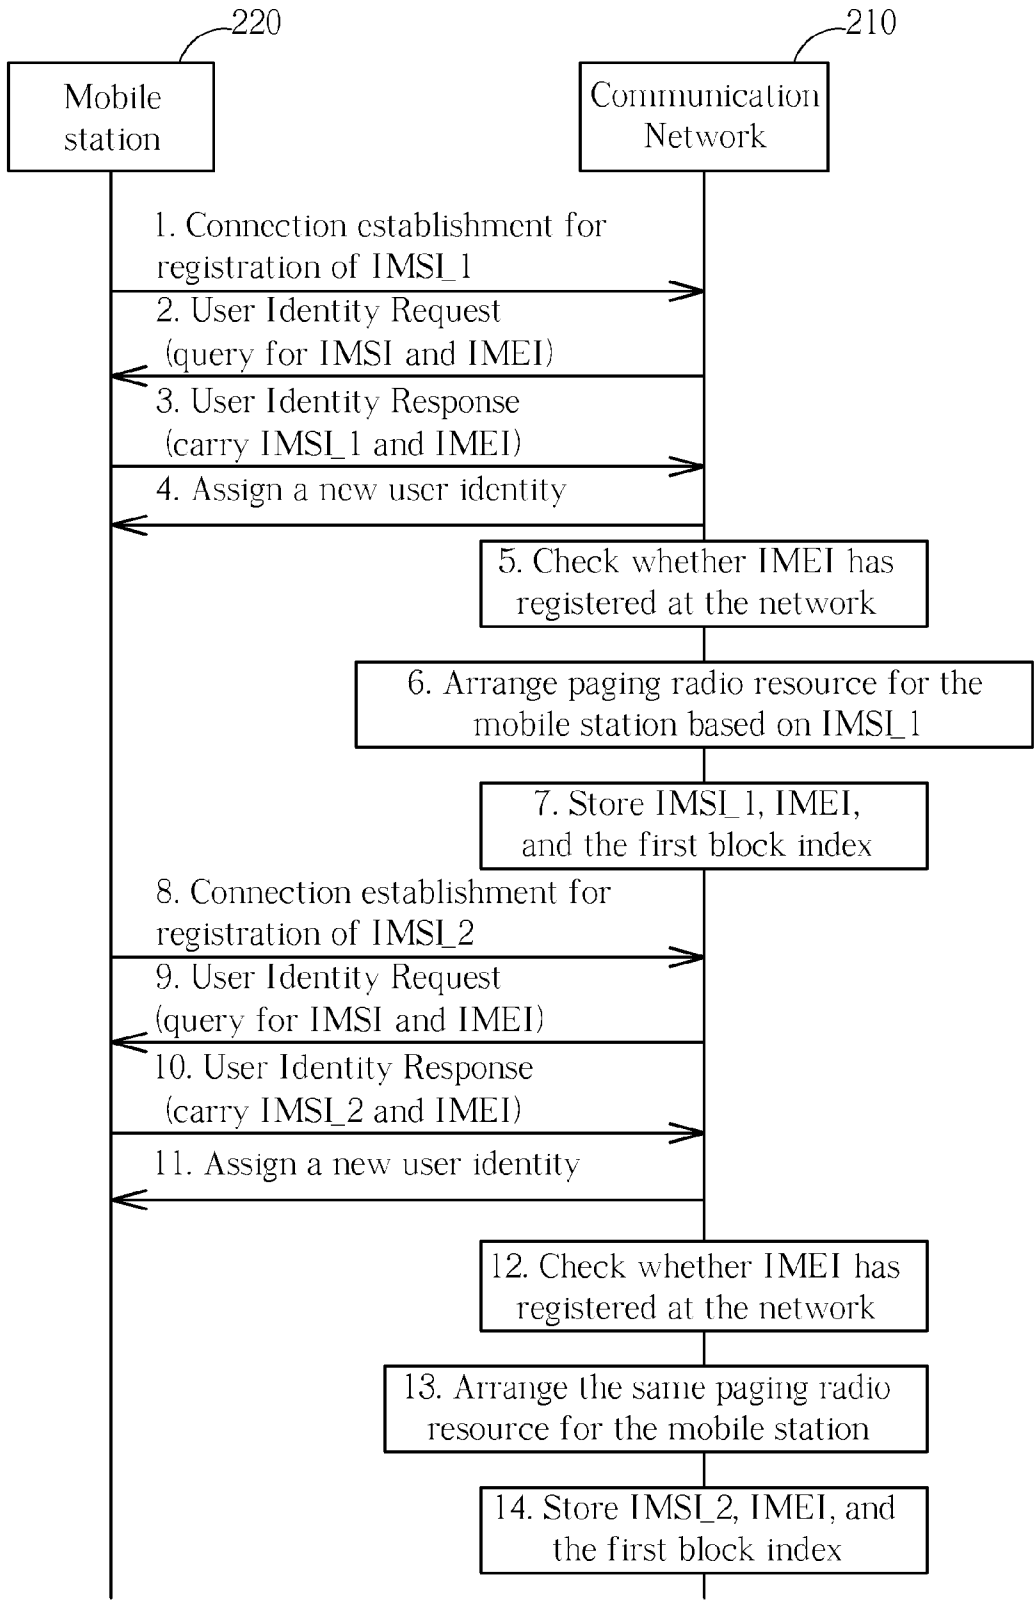 220
210
Mobile
station
Communication
Network
1. Connection establishment for
registration of IMSI_1
2. User Identity Request
(query for IMSI and IMEI)
3. User Identity Response
(carry IMSI_1 and IMEI)
4. Assign a new user identity
5. Check whether IMEI has
registered at the network
6. Arrange paging radio resource for the
mobile station based on IMSI_1
7. Store IMSI_1, IMEI,
and the first block index
8. Connection establishment for
registration of IMSI_2
9. User Identity Request
(query for IMSI and IMEI)
10. User Identity Response
(carry IMSI_2 and IMEI)
11. Assign a new user identity
12. Check whether IMEI has
registered at the network
13. Arrange the same paging radio
resource for the mobile station
14. Store IMSI_2, IMEI, and
the first block index